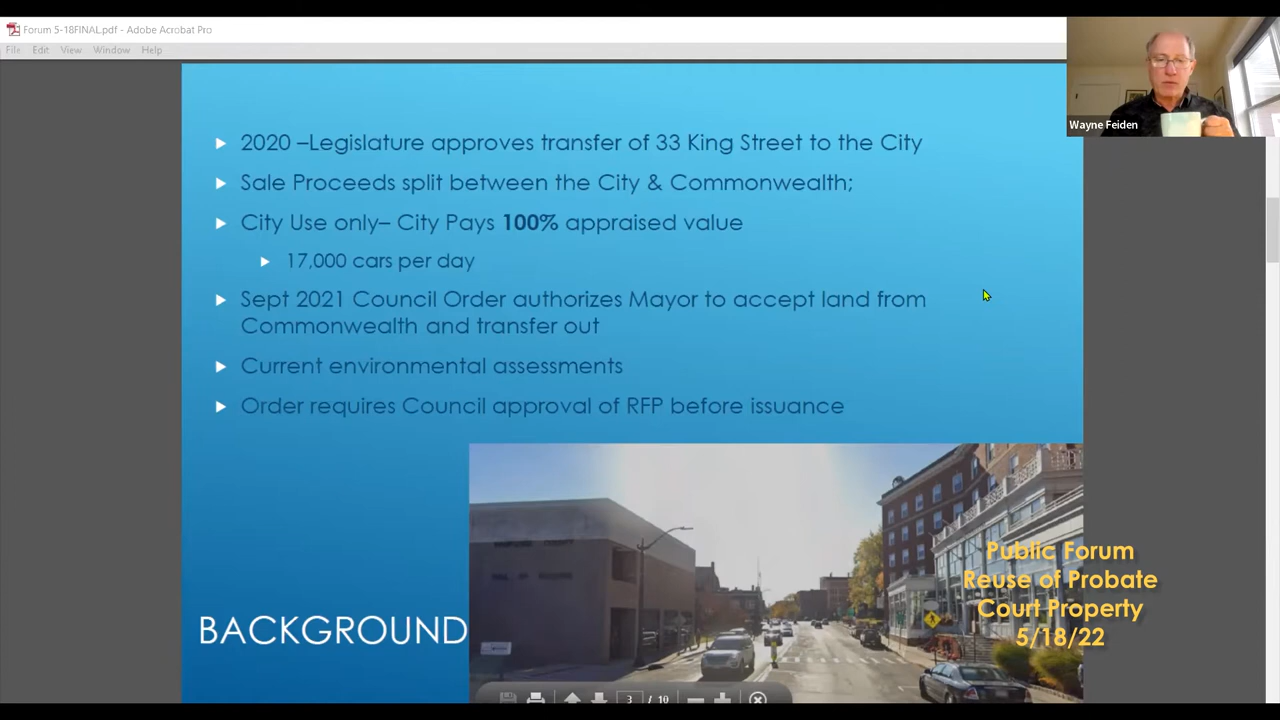 Forum 5-18FINAL.pdf - Adobe Acrobat Pro
File Edit View Window Help
Wayne Feiden
2020 –Legislature approves transfer of 33 King Street to the City
Sale Proceeds split between the City & Commonwealth;
City Use only– City Pays 100% appraised value
17,000 cars per day
Sept 2021 Council Order authorizes Mayor to accept land from
Commonwealth and transfer out
Current environmental assessments
Order requires Council approval of RFP before issuance
BACKGROUND
Public Forum
Reuse of Probate
Court Property
5/18/22
3 / 10